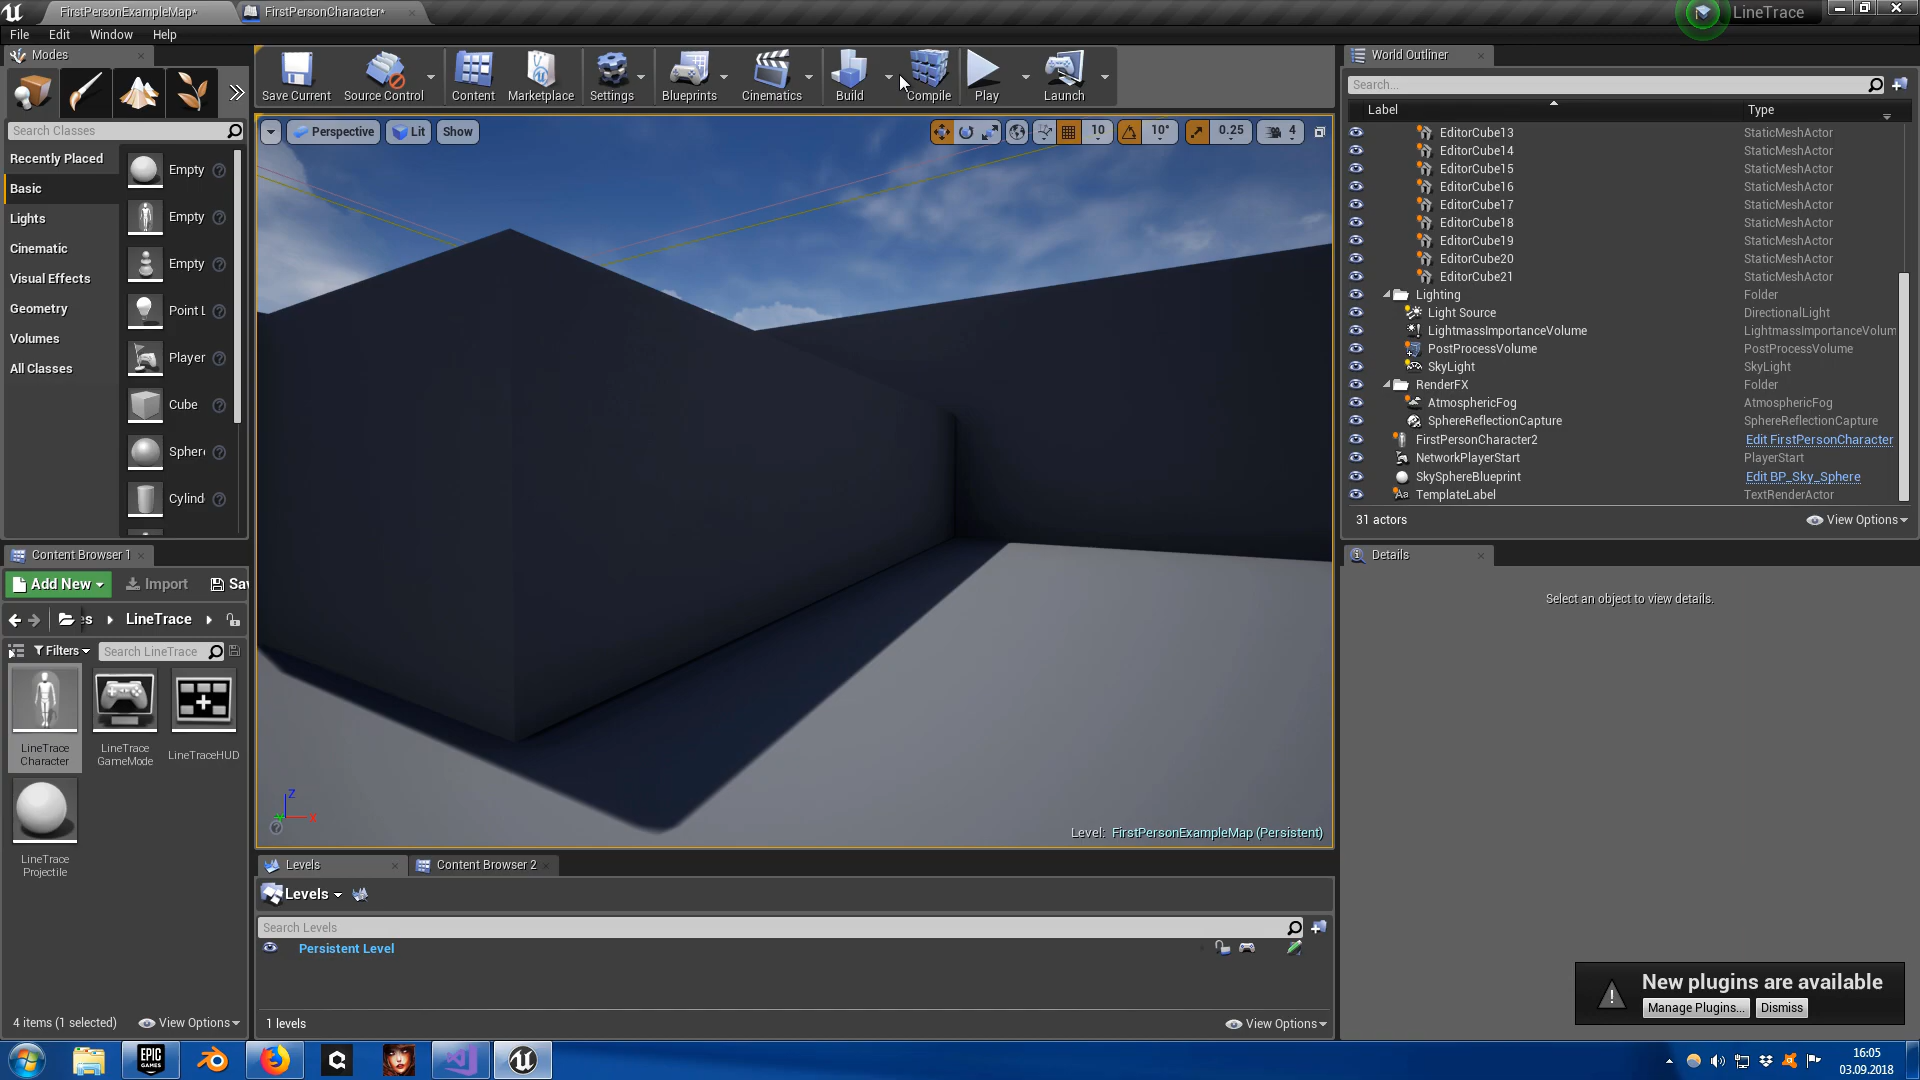 FirstPersonExampleMap*
FirstPersonCharacter*
LineTrace
File Edit Window Help
Modes
Search Classes
Recently Placed
Basic
Lights
Cinematic
Visual Effects
Geometry
Volumes
All Classes
Empty
Empty
Empty
Point L
Player
Cube
Spher
Cylind
Save Current
Source Control
Content
Marketplace
Settings
Blueprints
Cinematics
Build
Compile
Play
Launch
Perspective
Lit
Show
10
10°
0.25
4
Level: FirstPersonExampleMap (Persistent)
Z
X
World Outliner
Search...
Label Type
EditorCube13 StaticMeshActor
EditorCube14 StaticMeshActor
EditorCube15 StaticMeshActor
EditorCube16 StaticMeshActor
EditorCube17 StaticMeshActor
EditorCube18 StaticMeshActor
EditorCube19 StaticMeshActor
EditorCube20 StaticMeshActor
EditorCube21 StaticMeshActor
Lighting Folder
Light Source DirectionalLight
LightmassImportanceVolume LightmassImportanceVolum
PostProcessVolume PostProcessVolume
SkyLight SkyLight
RenderFX Folder
AtmosphericFog AtmosphericFog
SphereReflectionCapture SphereReflectionCapture
FirstPersonCharacter2 Edit FirstPersonCharacter
NetworkPlayerStart PlayerStart
SkySphereBlueprint Edit BP_Sky_Sphere
TemplateLabel TextRenderActor
31 actors
View Options
Details
Select an object to view details.
Content Browser 1
Add New
Import
Sav
es
LineTrace
Filters
Search LineTrace
LineTrace
Character
LineTrace
GameMode
LineTraceHUD
LineTrace
Projectile
4 items (1 selected)
View Options
Levels
Content Browser 2
Levels
Search Levels
Persistent Level
1 levels
View Options
New plugins are available
Manage Plugins...
Dismiss
EPIC
GAMES
16:05
03.09.2018